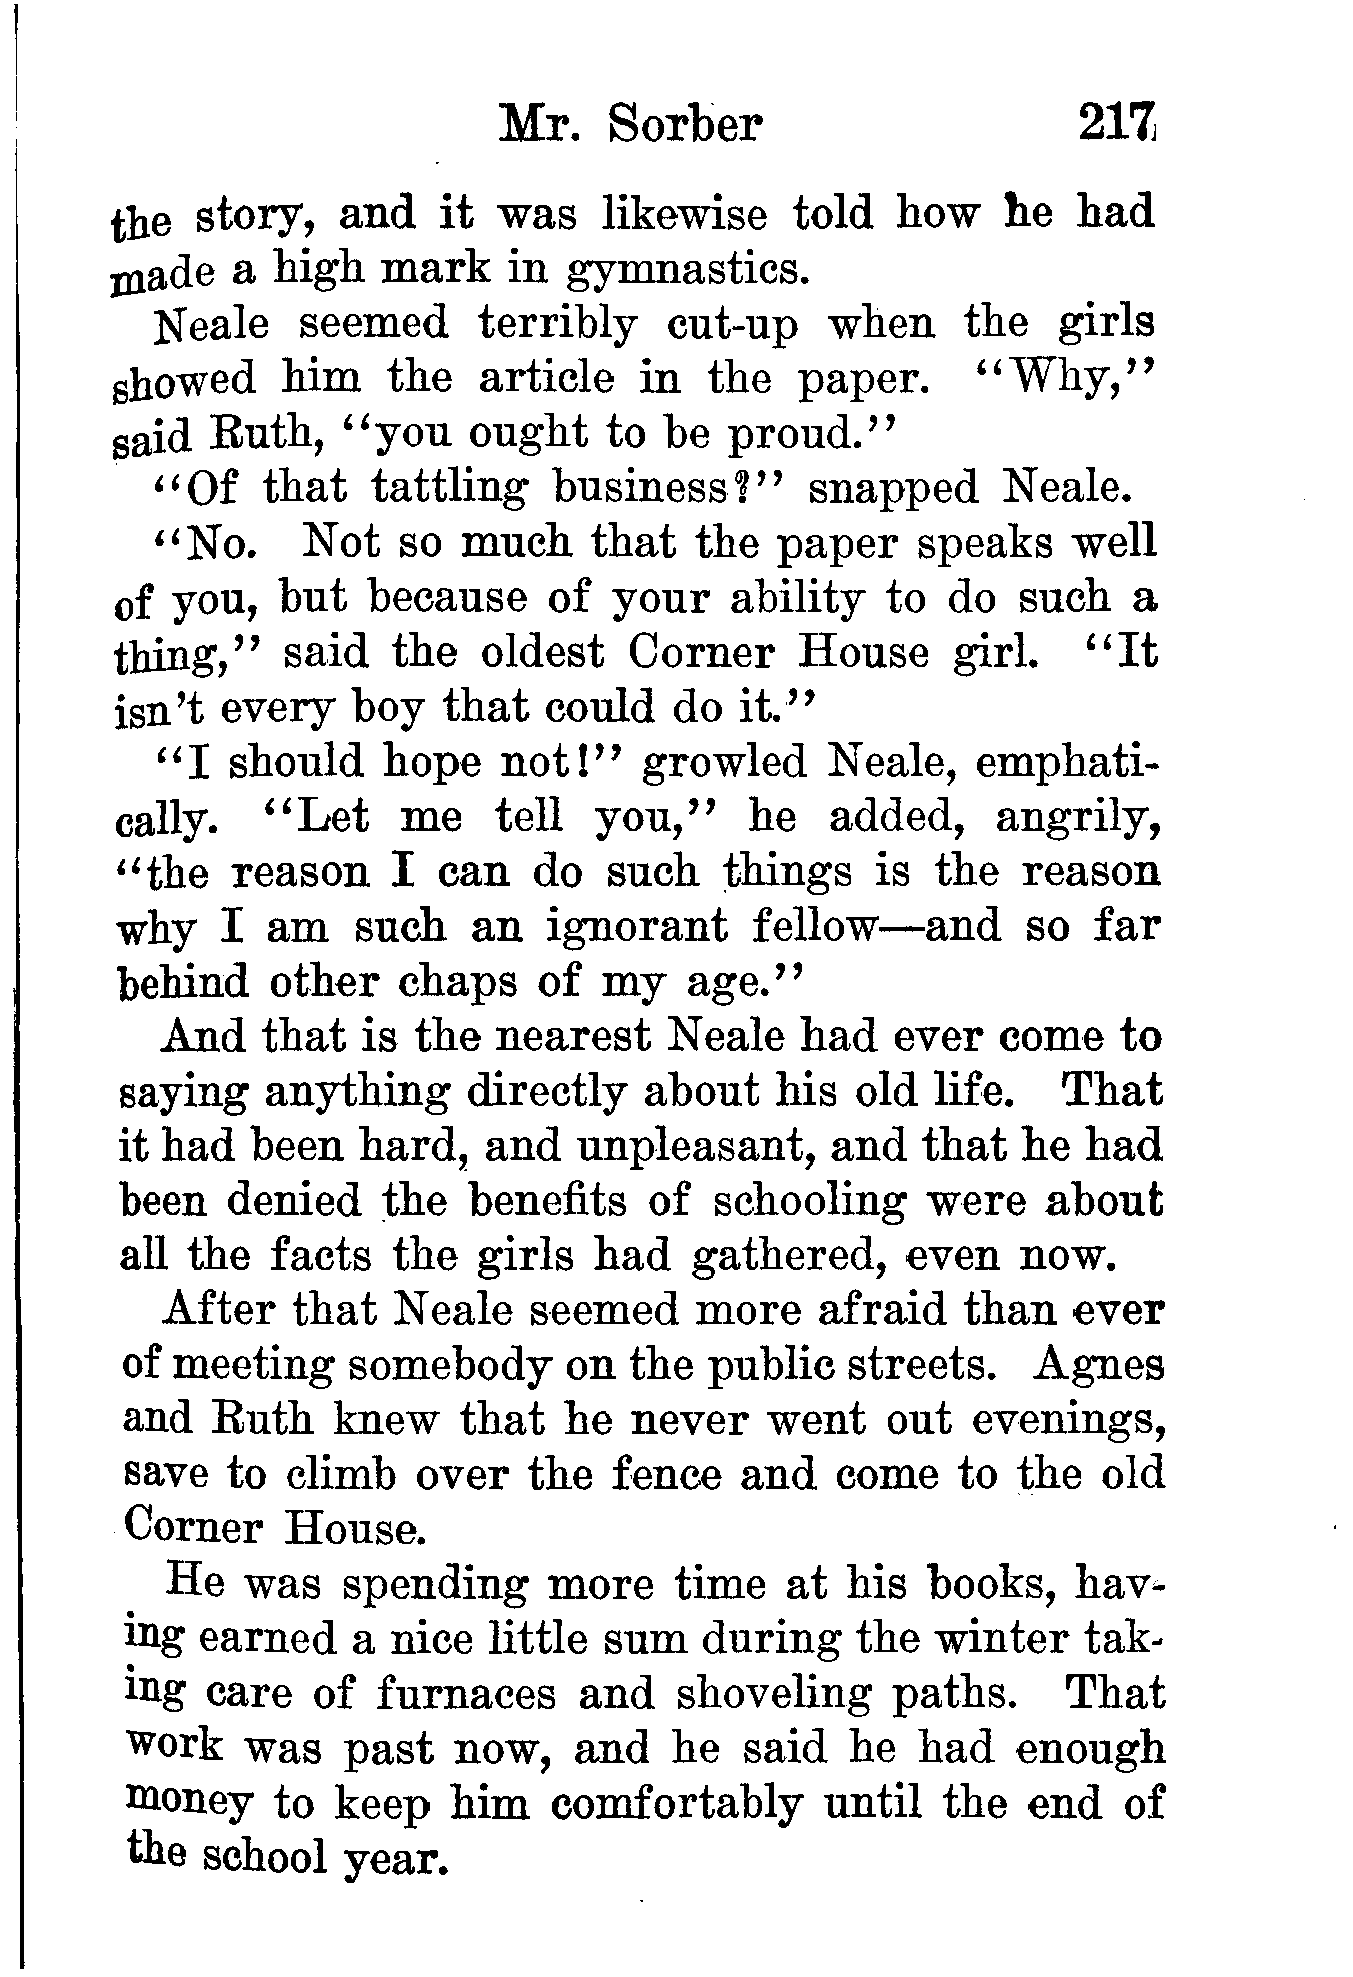 Mr. Sorber 217
the story, and it was likewise told how he had
made a high mark in gymnastics.
Neale seemed terribly cut-up when the girls
showed him the article in the paper. “Why,”
said Ruth, “you ought to be proud.”
“Of that tattling business?” snapped Neale.
“No. Not so much that the paper speaks well
of you, but because of your ability to do such a
thing,” said the oldest Corner House girl. “It
isn’t every boy that could do it.”
“I should hope not!” growled Neale, emphati-
cally. “Let me tell you,” he added, angrily,
“the reason I can do such things is the reason
why I am such an ignorant fellow—and so far
behind other chaps of my age.”
And that is the nearest Neale had ever come to
saying anything directly about his old life. That
it had been hard, and unpleasant, and that he had
been denied the benefits of schooling were about
all the facts the girls had gathered, even now.
After that Neale seemed more afraid than ever
of meeting somebody on the public streets. Agnes
and Ruth knew that he never went out evenings,
save to climb over the fence and come to the old
Corner House.
He was spending more time at his books, hav-
ing earned a nice little sum during the winter tak-
ing care of furnaces and shoveling paths. That
work was past now, and he said he had enough
money to keep him comfortably until the end of
the school year.